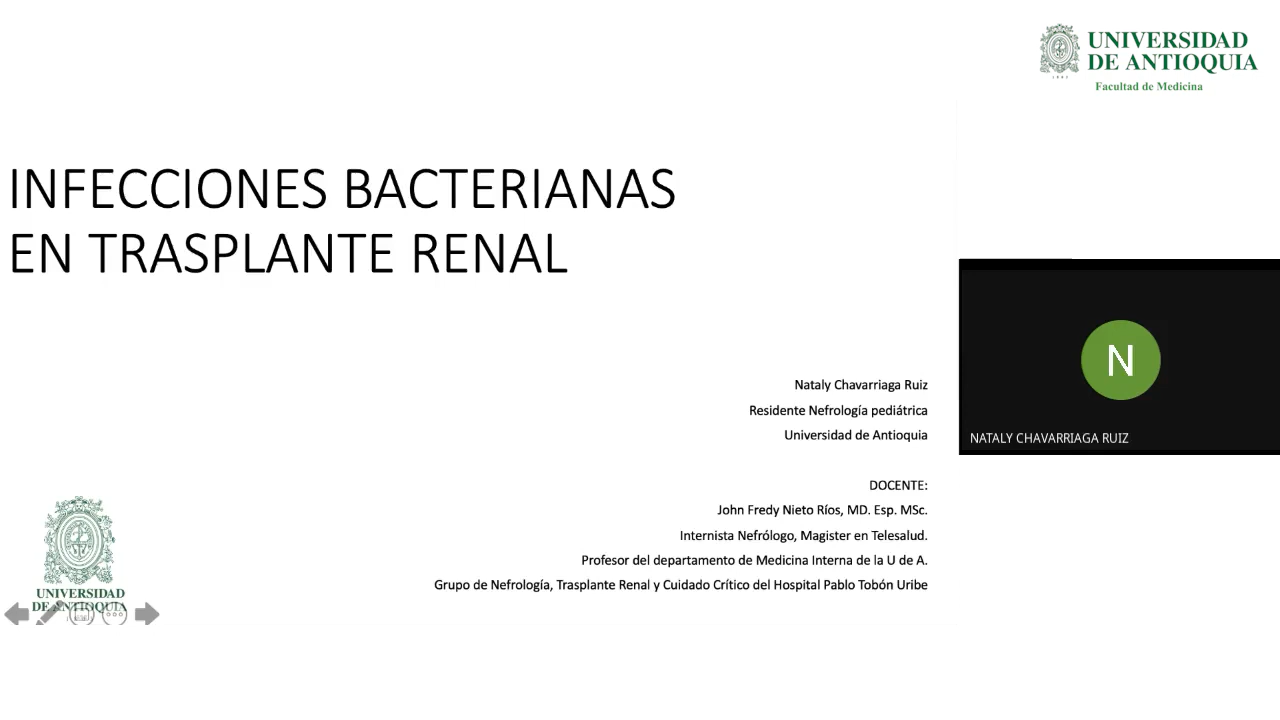 UNIVERSIDAD
DE ANTIOQUIA
1803
Facultad de Medicina
INFECCIONES BACTERIANAS
EN TRASPLANTE RENAL
Nataly Chavarriaga Ruiz
Residente Nefrología pediátrica
Universidad de Antioquia
N
NATALY CHAVARRIAGA RUIZ
DOCENTE:
John Fredy Nieto Ríos, MD. Esp. MSc.
Internista Nefrólogo, Magister en Telesalud.
Profesor del departamento de Medicina Interna de la U de A.
Grupo de Nefrología, Trasplante Renal y Cuidado Crítico del Hospital Pablo Tobón Uribe
UNIVERSIDAD
DE ANTIOQUIA